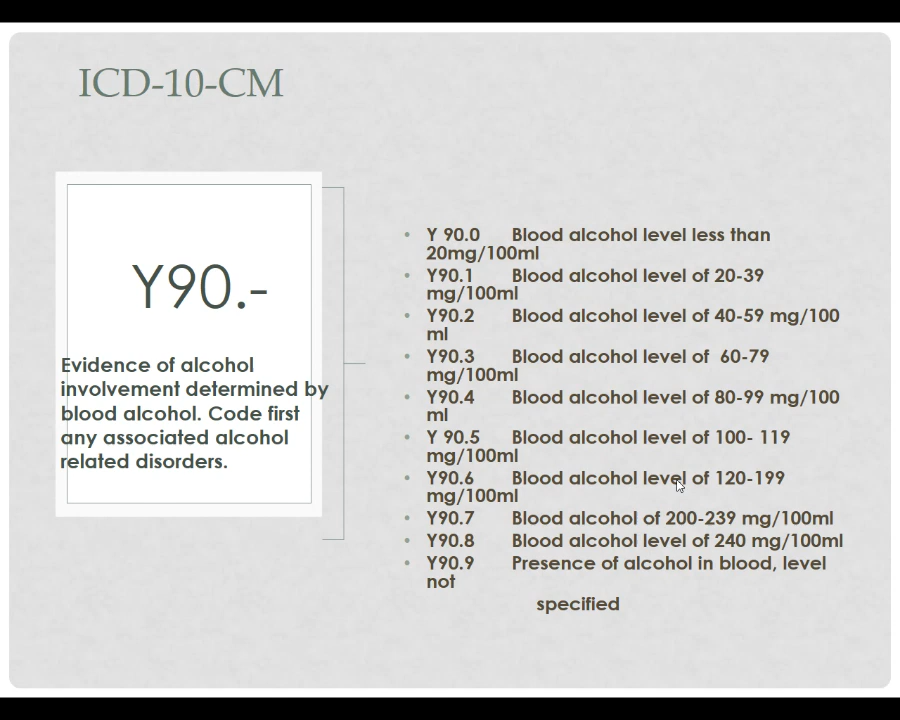 ICD-10-CM
Y90.-
Evidence of alcohol
involvement determined by
blood alcohol. Code first
any associated alcohol
related disorders.
• Y 90.0 Blood alcohol level less than
20mg/100ml
• Y90.1 Blood alcohol level of 20-39
mg/100ml
• Y90.2 Blood alcohol level of 40-59 mg/100
ml
• Y90.3 Blood alcohol level of 60-79
mg/100ml
• Y90.4 Blood alcohol level of 80-99 mg/100
ml
• Y 90.5 Blood alcohol level of 100- 119
mg/100ml
• Y90.6 Blood alcohol level of 120-199
mg/100ml
• Y90.7 Blood alcohol of 200-239 mg/100ml
• Y90.8 Blood alcohol level of 240 mg/100ml
• Y90.9 Presence of alcohol in blood, level
not
specified